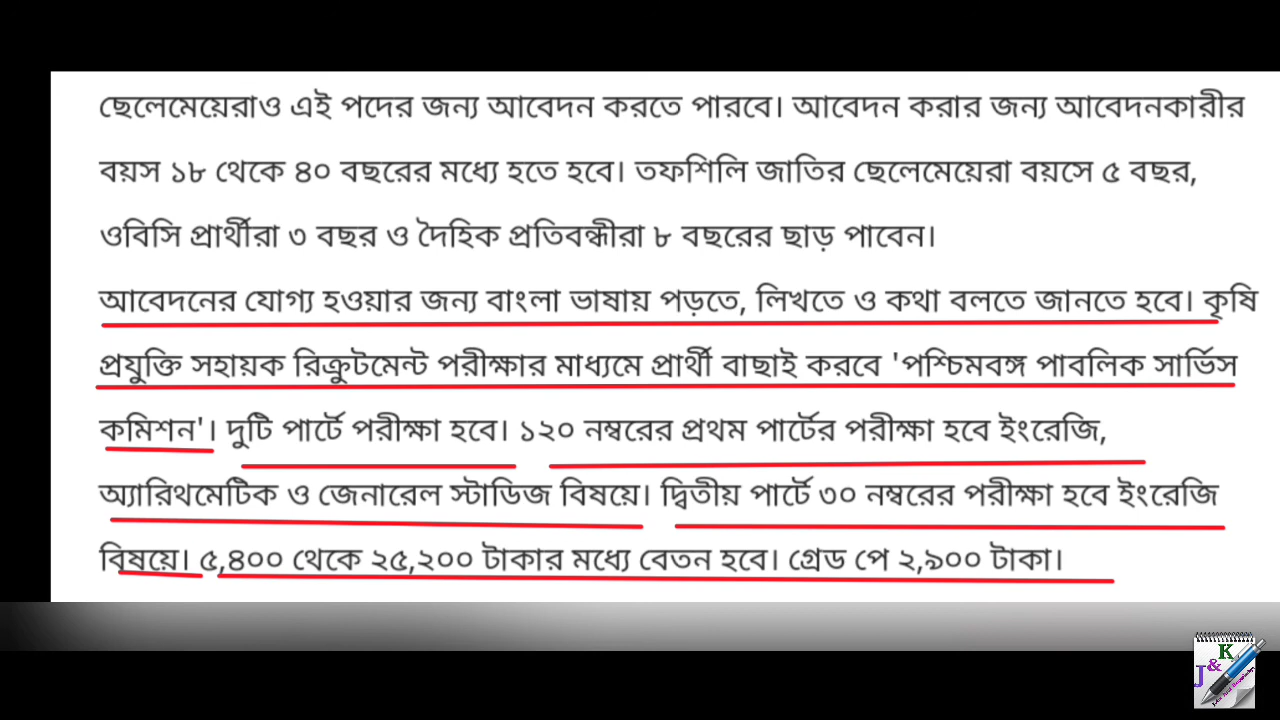 ছেলেমেয়েরাও এই পদের জন্য আবেদন করতে পারবে। আবেদন করার জন্য আবেদনকারীর
বয়স ১৮ থেকে ৪০ বছরের মধ্যে হতে হবে। তফশিলি জাতির ছেলেমেয়েরা বয়সে ৫ বছর,
ওবিসি প্রার্থীরা ৩ বছর ও দৈহিক প্রতিবন্ধীরা ৮ বছরের ছাড় পাবেন।
আবেদনের যোগ্য হওয়ার জন্য বাংলা ভাষায় পড়তে, লিখতে ও কথা বলতে জানতে হবে। কৃষি
প্রযুক্তি সহায়ক রিক্রুটমেন্ট পরীক্ষার মাধ্যমে প্রার্থী বাছাই করবে 'পশ্চিমবঙ্গ পাবলিক সার্ভিস
কমিশন'। দুটি পার্টে পরীক্ষা হবে। ১২০ নম্বরের প্রথম পার্টের পরীক্ষা হবে ইংরেজি,
অ্যারিথমেটিক ও জেনারেল স্টাডিজ বিষয়ে। দ্বিতীয় পার্টে ৩০ নম্বরের পরীক্ষা হবে ইংরেজি
বিষয়ে। ৫,৪০০ থেকে ২৫,২০০ টাকার মধ্যে বেতন হবে। গ্রেড পে ২,৯০০ টাকা।
J&K